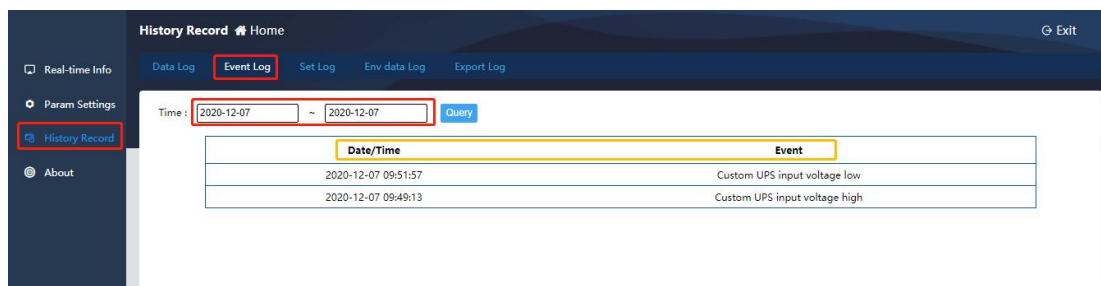 History Record Home Exit
Real-time Info
Param Settings
History Record
About
Data Log Event Log Set Log Env data Log Export Log
Time : 2020-12-07 ~ 2020-12-07 Query
Date/Time Event
2020-12-07 09:51:57 Custom UPS input voltage low
2020-12-07 09:49:13 Custom UPS input voltage high